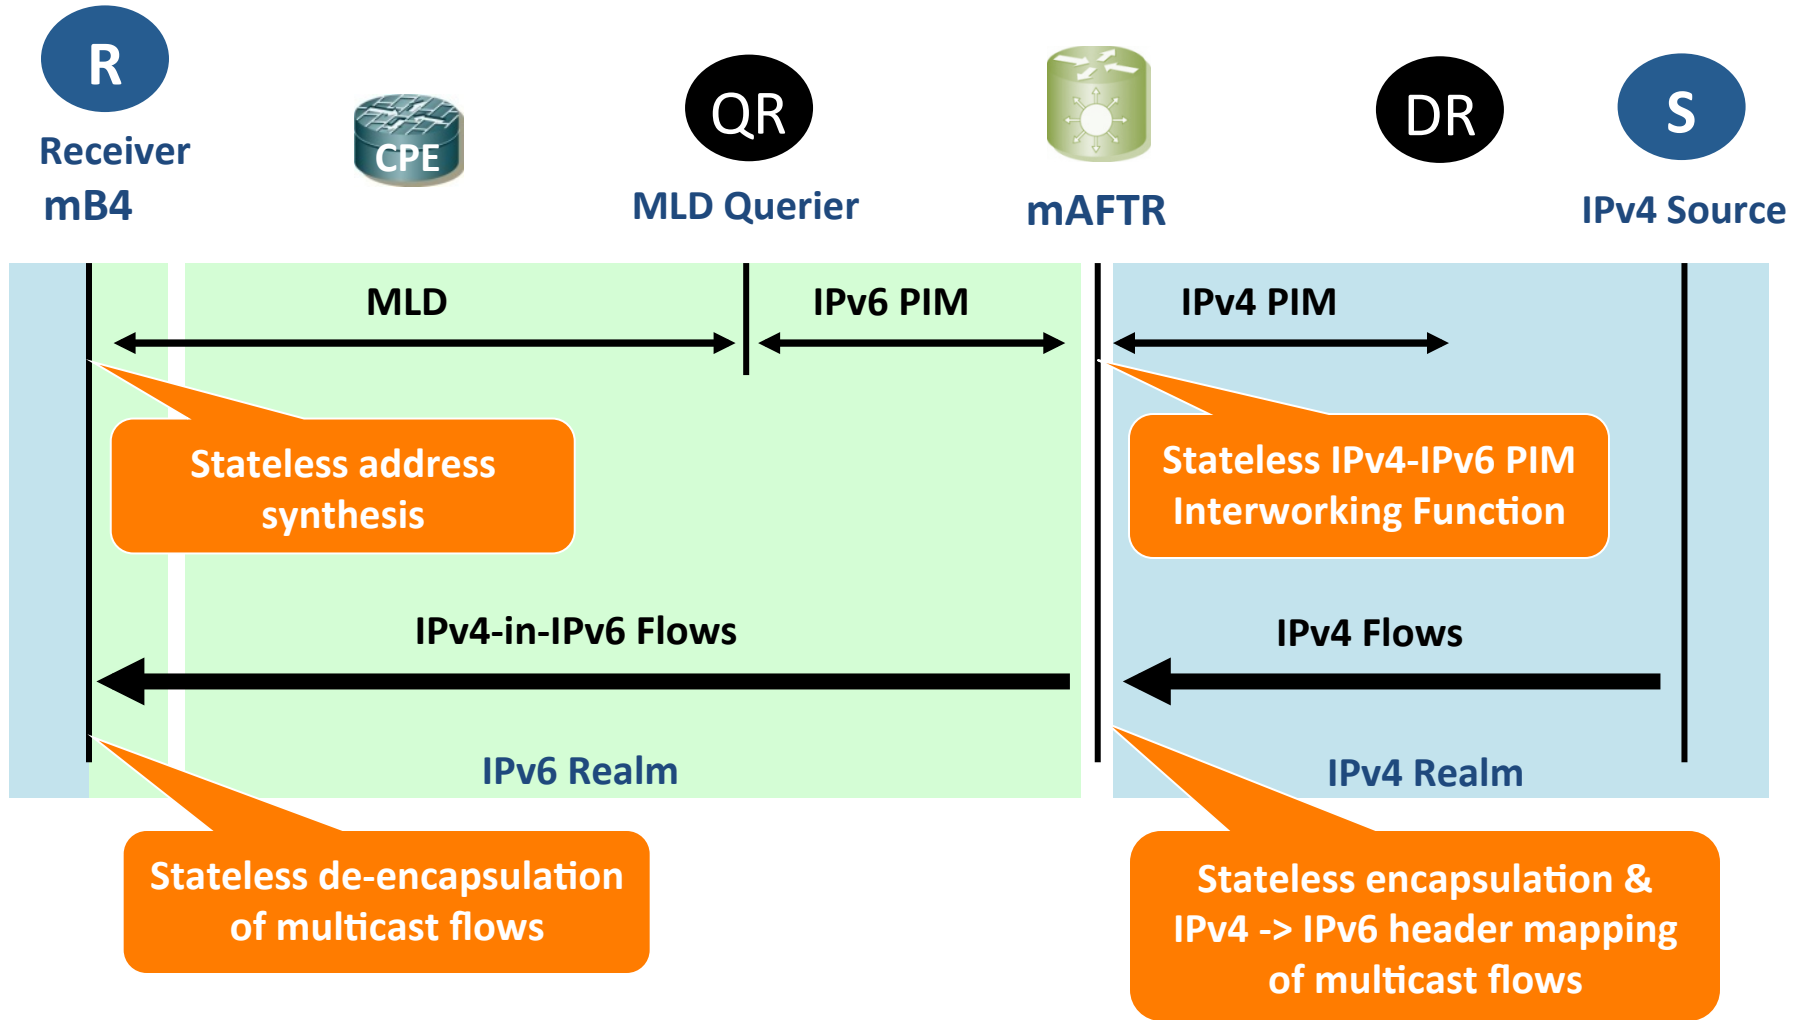 R
Receiver
mB4
CPE
QR
MLD Querier
mAFTR
DR
S
IPv4 Source
MLD
IPv6 PIM
IPv4 PIM
Stateless address
synthesis
Stateless IPv4-IPv6 PIM
Interworking Function
IPv4-in-IPv6 Flows
IPv4 Flows
IPv6 Realm
IPv4 Realm
Stateless de-encapsulation
of multicast flows
Stateless encapsulation &
IPv4 -> IPv6 header mapping
of multicast flows